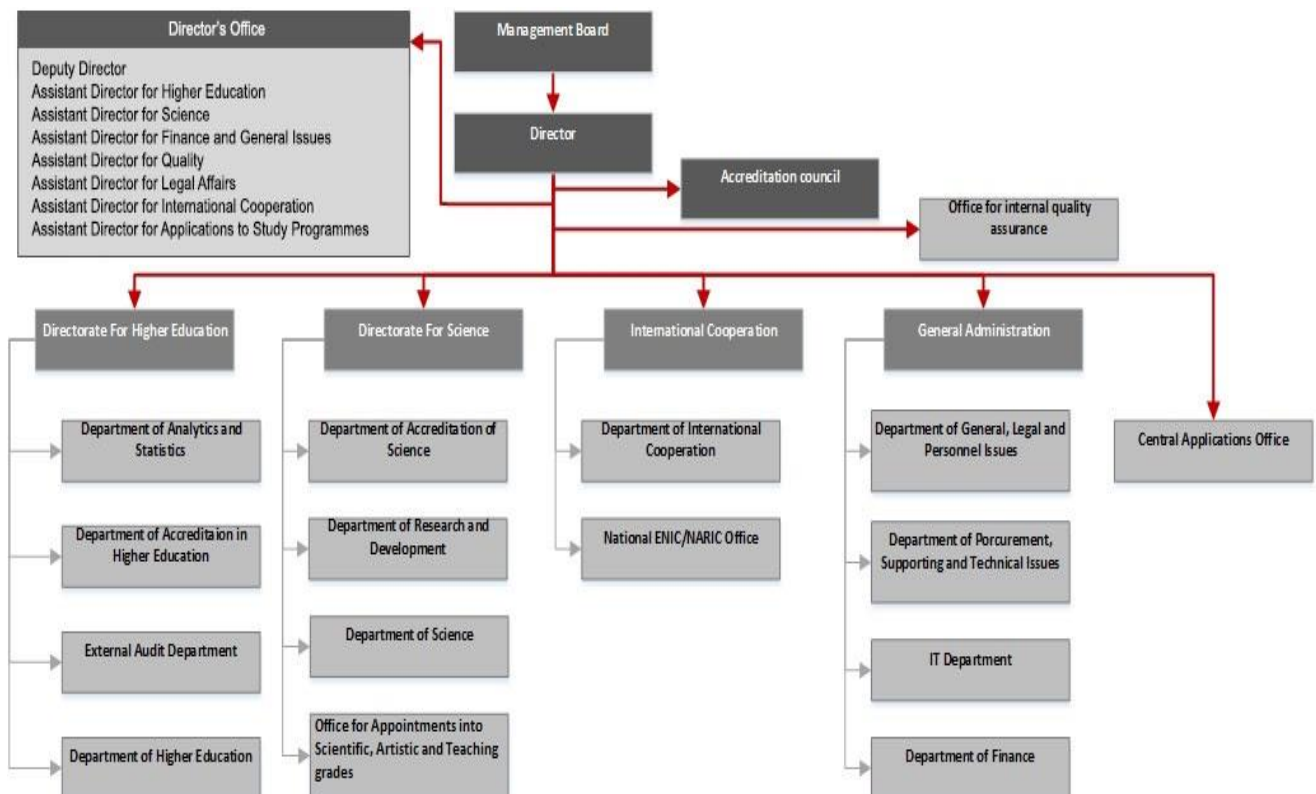 Director's Office
Deputy Director
Assistant Director for Higher Education
Assistant Director for Science
Assistant Director for Finance and General Issues
Assistant Director for Quality
Assistant Director for Legal Affairs
Assistant Director for International Cooperation
Assistant Director for Applications to Study Programmes
Management Board
Director
Accreditation council
Office for internal quality
assurance
Directorate For Higher Education
Department of Analytics and
Statistics
Department of Accreditaion in
Higher Education
External Audit Department
Department of Higher Education
Directorate For Science
Department of Accreditation of
Science
Department of Research and
Development
Department of Science
Office for Appointments into
Scientific, Artistic and Teaching
grades
International Cooperation
Department of International
Cooperation
National ENIC/NARIC Office
General Administration
Department of General, Legal and
Personnel Issues
Department of Porcurement,
Supporting and Technical Issues
IT Department
Department of Finance
Central Applications Office